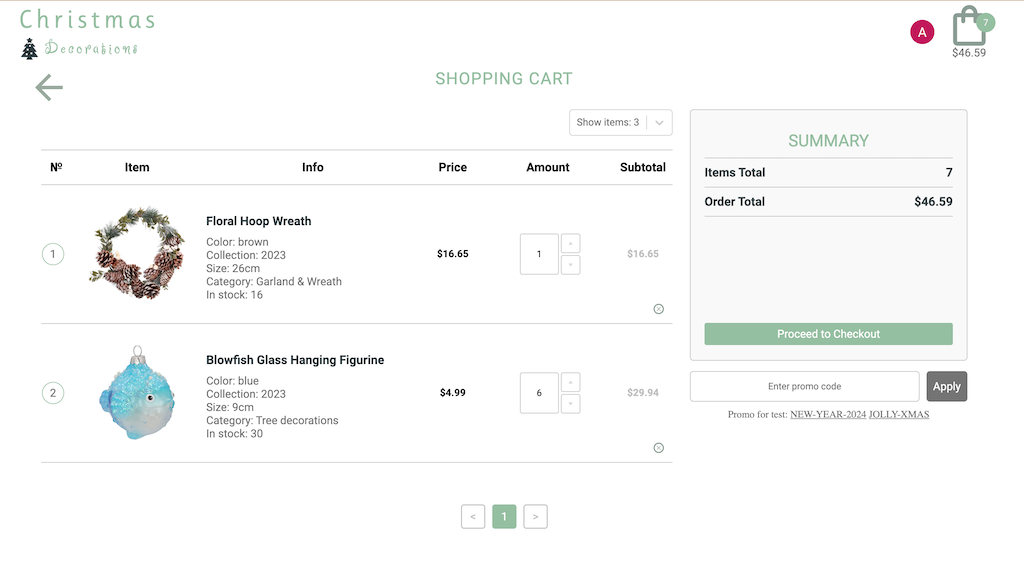 Christmas
Decorations
A
7
$46.59
SHOPPING CART
Show items: 3
№ Item Info Price Amount Subtotal
1
Floral Hoop Wreath
Color: brown
Collection: 2023
Size: 26cm
Category: Garland & Wreath
In stock: 16
$16.65
1
+
-
$16.65
2
Blowfish Glass Hanging Figurine
Color: blue
Collection: 2023
Size: 9cm
Category: Tree decorations
In stock: 30
$4.99
6
+
-
$29.94
< 1 >
SUMMARY
Items Total 7
Order Total $46.59
Proceed to Checkout
Enter promo code
Apply
Promo for test: NEW-YEAR-2024 JOLLY-XMAS